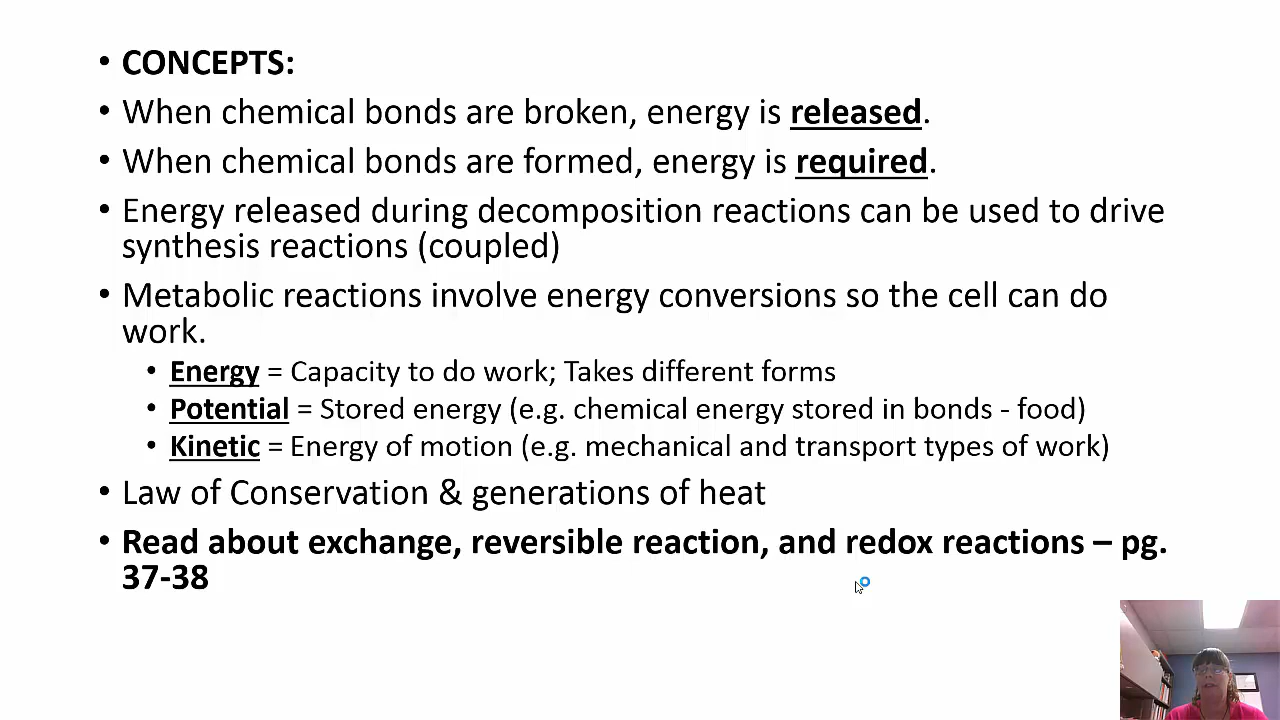 • CONCEPTS:
• When chemical bonds are broken, energy is released.
• When chemical bonds are formed, energy is required.
• Energy released during decomposition reactions can be used to drive
synthesis reactions (coupled)
• Metabolic reactions involve energy conversions so the cell can do
work.
• Energy = Capacity to do work; Takes different forms
• Potential = Stored energy (e.g. chemical energy stored in bonds - food)
• Kinetic = Energy of motion (e.g. mechanical and transport types of work)
• Law of Conservation & generations of heat
• Read about exchange, reversible reaction, and redox reactions – pg.
37-38